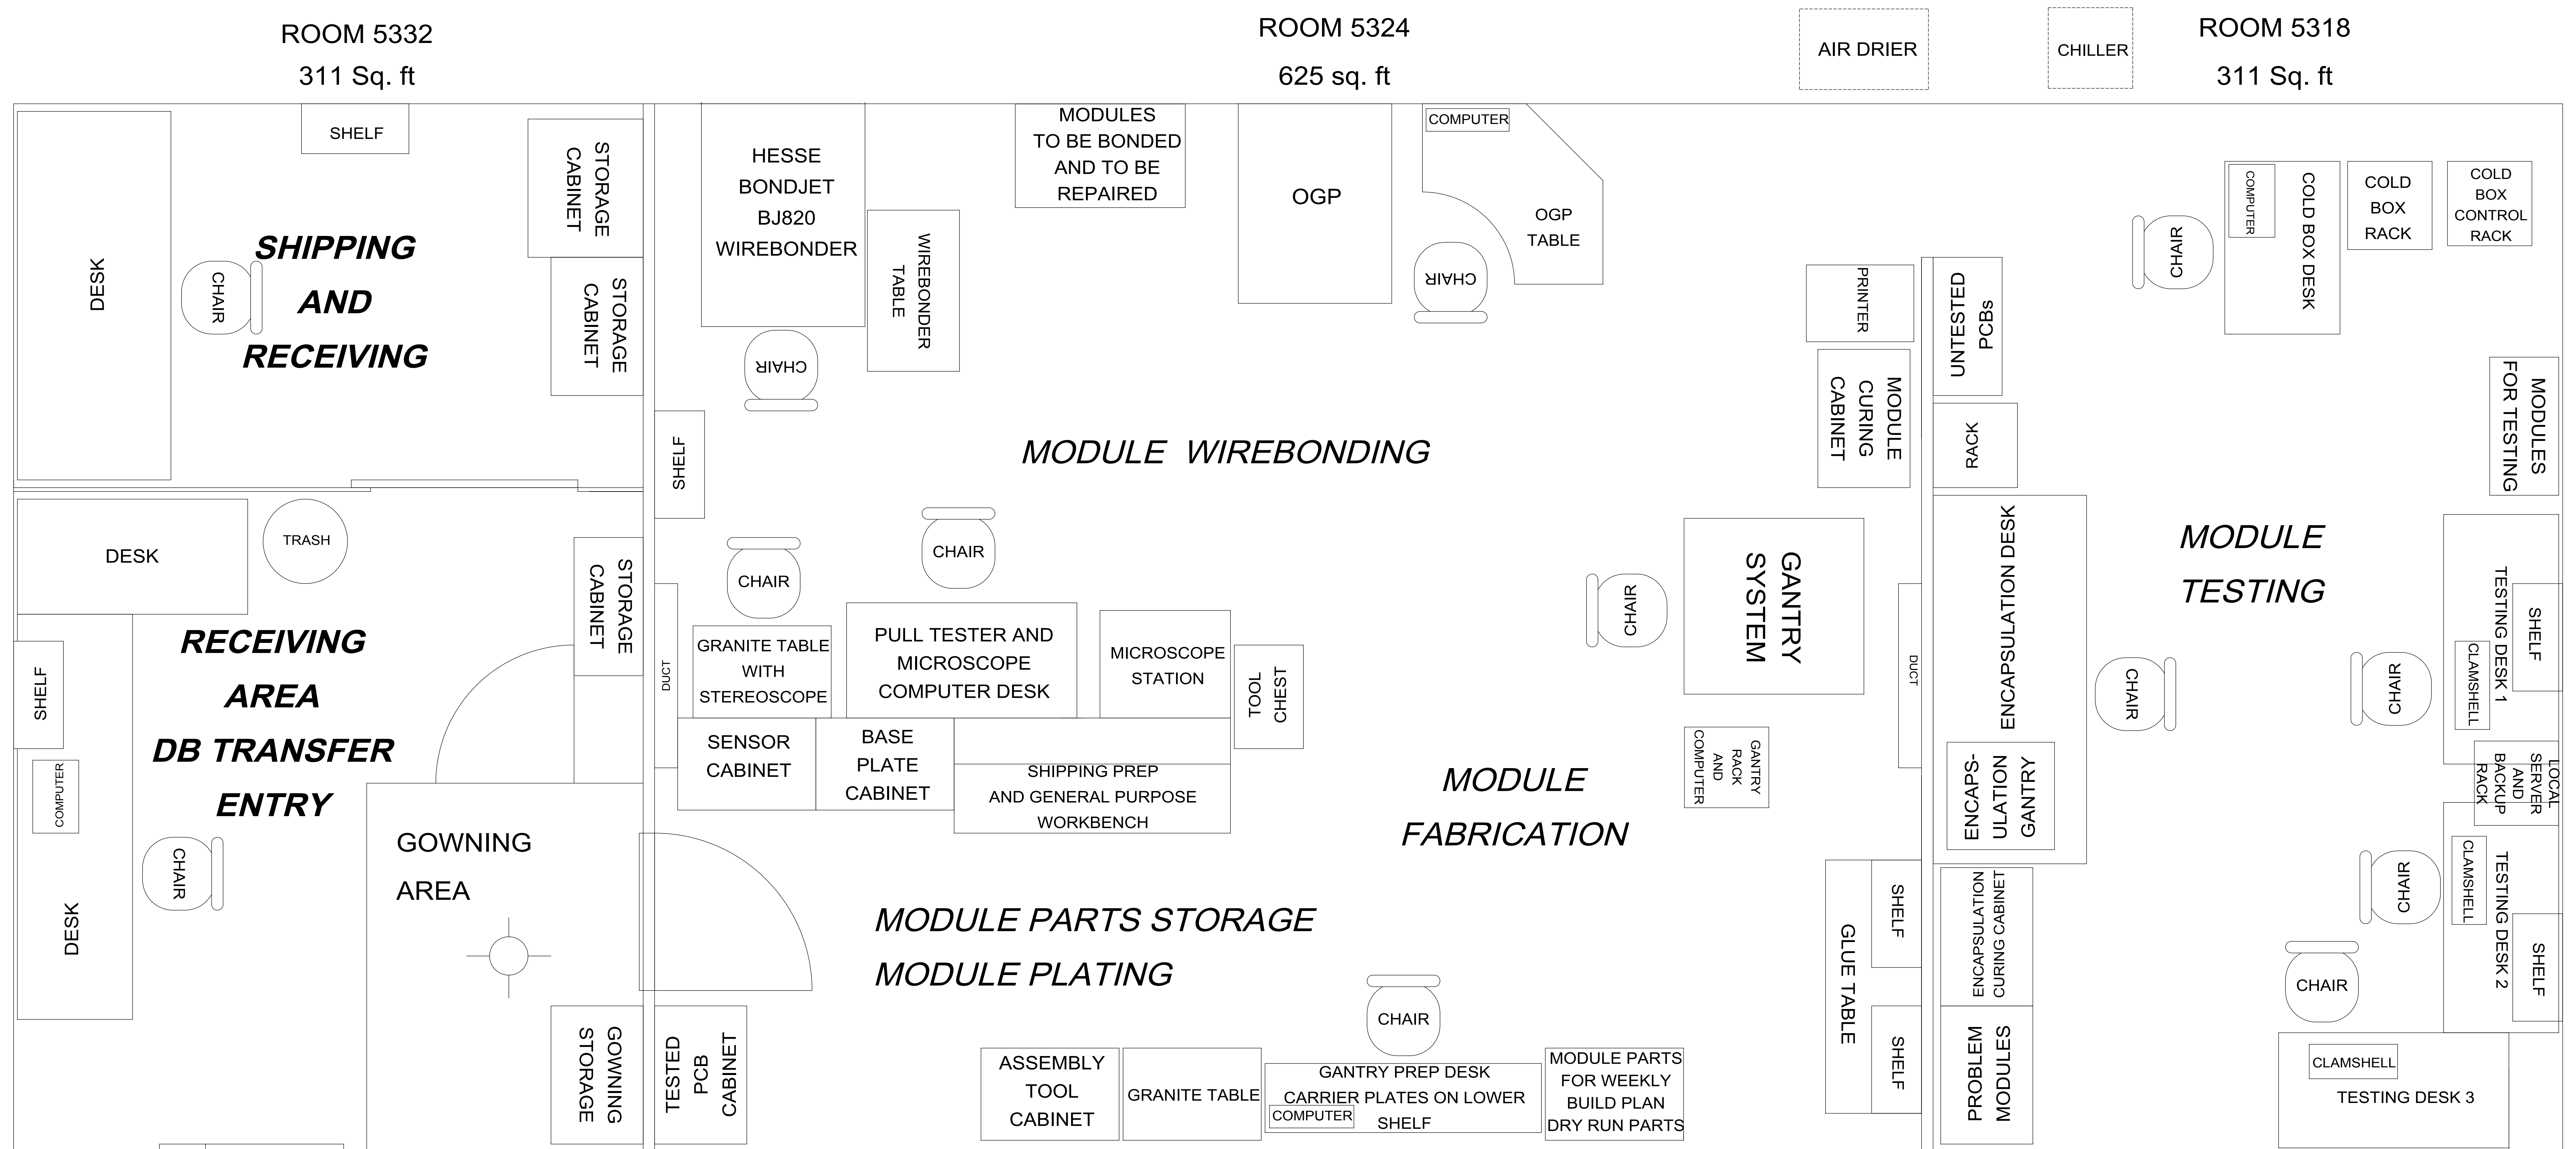 ROOM 5332
311 Sq. ft
ROOM 5324
625 sq. ft
AIR DRIER
CHILLER
ROOM 5318
311 Sq. ft
DESK
SHELF
STORAGE
CABINET
CHAIR
SHIPPING
AND
RECEIVING
STORAGE
CABINET
DESK
TRASH
STORAGE
CABINET
RECEIVING
AREA
DB TRANSFER
ENTRY
SHELF
COMPUTER
DESK
CHAIR
GOWNING
AREA
GOWNING
STORAGE
HESSE
BONDJET
BJ820
WIREBONDER
WIREBONDER
TABLE
CHAIR
SHELF
MODULES
TO BE BONDED
AND TO BE
REPAIRED
OGP
COMPUTER
OGP
TABLE
CHAIR
PRINTER
MODULE
CURING
CABINET
MODULE WIREBONDING
CHAIR
CHAIR
DUCT
GRANITE TABLE
WITH
STEREOSCOPE
PULL TESTER AND
MICROSCOPE
COMPUTER DESK
MICROSCOPE
STATION
TOOL
CHEST
SENSOR
CABINET
BASE
PLATE
CABINET
SHIPPING PREP
AND GENERAL PURPOSE
WORKBENCH
CHAIR
GANTRY
SYSTEM
DUCT
GANTRY
RACK
AND
COMPUTER
MODULE
FABRICATION
MODULE PARTS STORAGE
MODULE PLATING
TESTED
PCB
CABINET
ASSEMBLY
TOOL
CABINET
GRANITE TABLE
CHAIR
GANTRY PREP DESK
CARRIER PLATES ON LOWER
SHELF
COMPUTER
MODULE PARTS
FOR WEEKLY
BUILD PLAN
DRY RUN PARTS
GLUE TABLE
SHELF
SHELF
UNTESTED
PCBs
RACK
CHAIR
COMPUTER
COLD BOX DESK
COLD
BOX
RACK
COLD
BOX
CONTROL
RACK
MODULES
FOR TESTING
MODULE
TESTING
ENCAPSULATION DESK
ENCAPS-
ULATION
GANTRY
CHAIR
ENCAPSULATION
CURING CABINET
PROBLEM
MODULES
CHAIR
TESTING DESK 1
SHELF
CLAMSHELL
LOCAL
SERVER
AND
BACKUP
RACK
CHAIR
CLAMSHELL
TESTING DESK 2
SHELF
CHAIR
CLAMSHELL
TESTING DESK 3